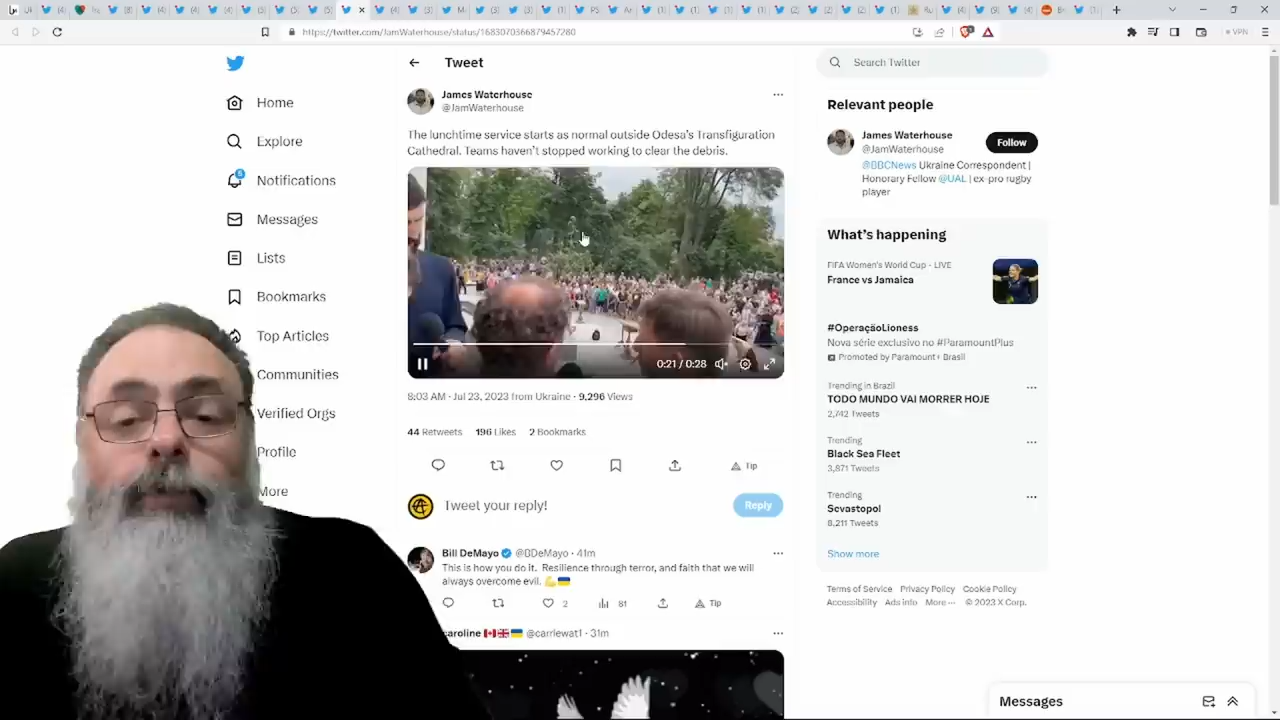 https://twitter.com/JamWaterhouse/status/1683070366879457280
VPN
Home
Explore
6
Notifications
Messages
Lists
Bookmarks
Top Articles
Communities
Verified Orgs
Profile
More
Tweet
James Waterhouse
@JamWaterhouse
The lunchtime service starts as normal outside Odesa's Transfiguration
Cathedral. Teams haven't stopped working to clear the debris.
0:21 / 0:28
8:03 AM · Jul 23, 2023 from Ukraine · 9,296 Views
44 Retweets 196 Likes 2 Bookmarks
Tip
Tweet your reply!
Reply
Bill DeMayo @BDeMayo · 41m
This is how you do it. Resilience through terror, and faith that we will
always overcome evil. 💪🇺🇦
2 81 Tip
caroline 🇨🇦🇬🇧🇺🇦 @carriewat1 · 31m
Search Twitter
Relevant people
James Waterhouse
@JamWaterhouse
Follow
@BBCNews Ukraine Correspondent |
Honorary Fellow @UAL | ex-pro rugby
player
What's happening
FIFA Women's World Cup · LIVE
France vs Jamaica
#OperaçãoLioness
Nova série exclusivo no #ParamountPlus
Promoted by Paramount+ Brasil
Trending in Brazil
TODO MUNDO VAI MORRER HOJE
2,742 Tweets
Trending
Black Sea Fleet
3,871 Tweets
Trending
Sevastopol
8,211 Tweets
Show more
Terms of Service Privacy Policy Cookie Policy
Accessibility Ads info More ··· © 2023 X Corp.
Messages